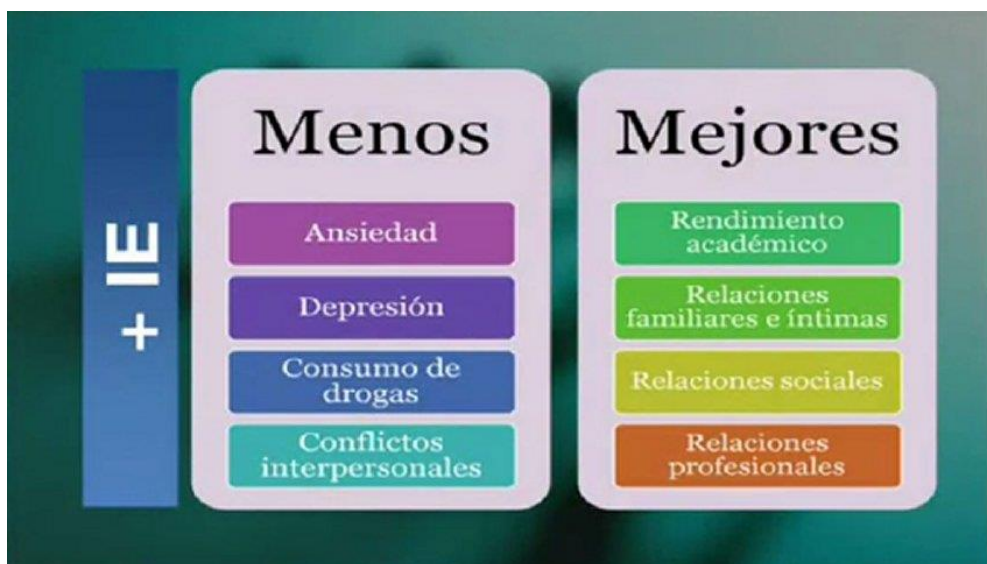 + IE
Menos
Ansiedad
Depresión
Consumo de
drogas
Conflictos
interpersonales
Mejores
Rendimiento
académico
Relaciones
familiares e íntimas
Relaciones sociales
Relaciones
profesionales